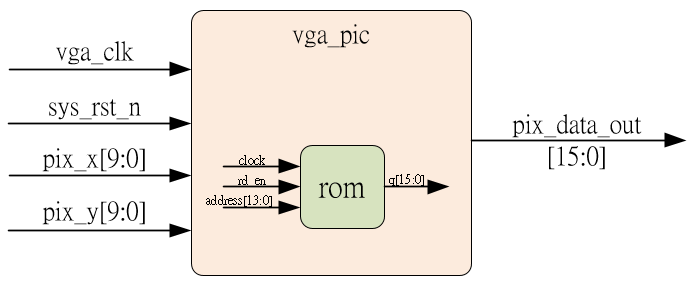 vga_pic
vga_clk
sys_rst_n
pix_x[9:0]
pix_y[9:0]
clock
rd_en
address[13:0]
rom
q[15:0]
pix_data_out
[15:0]